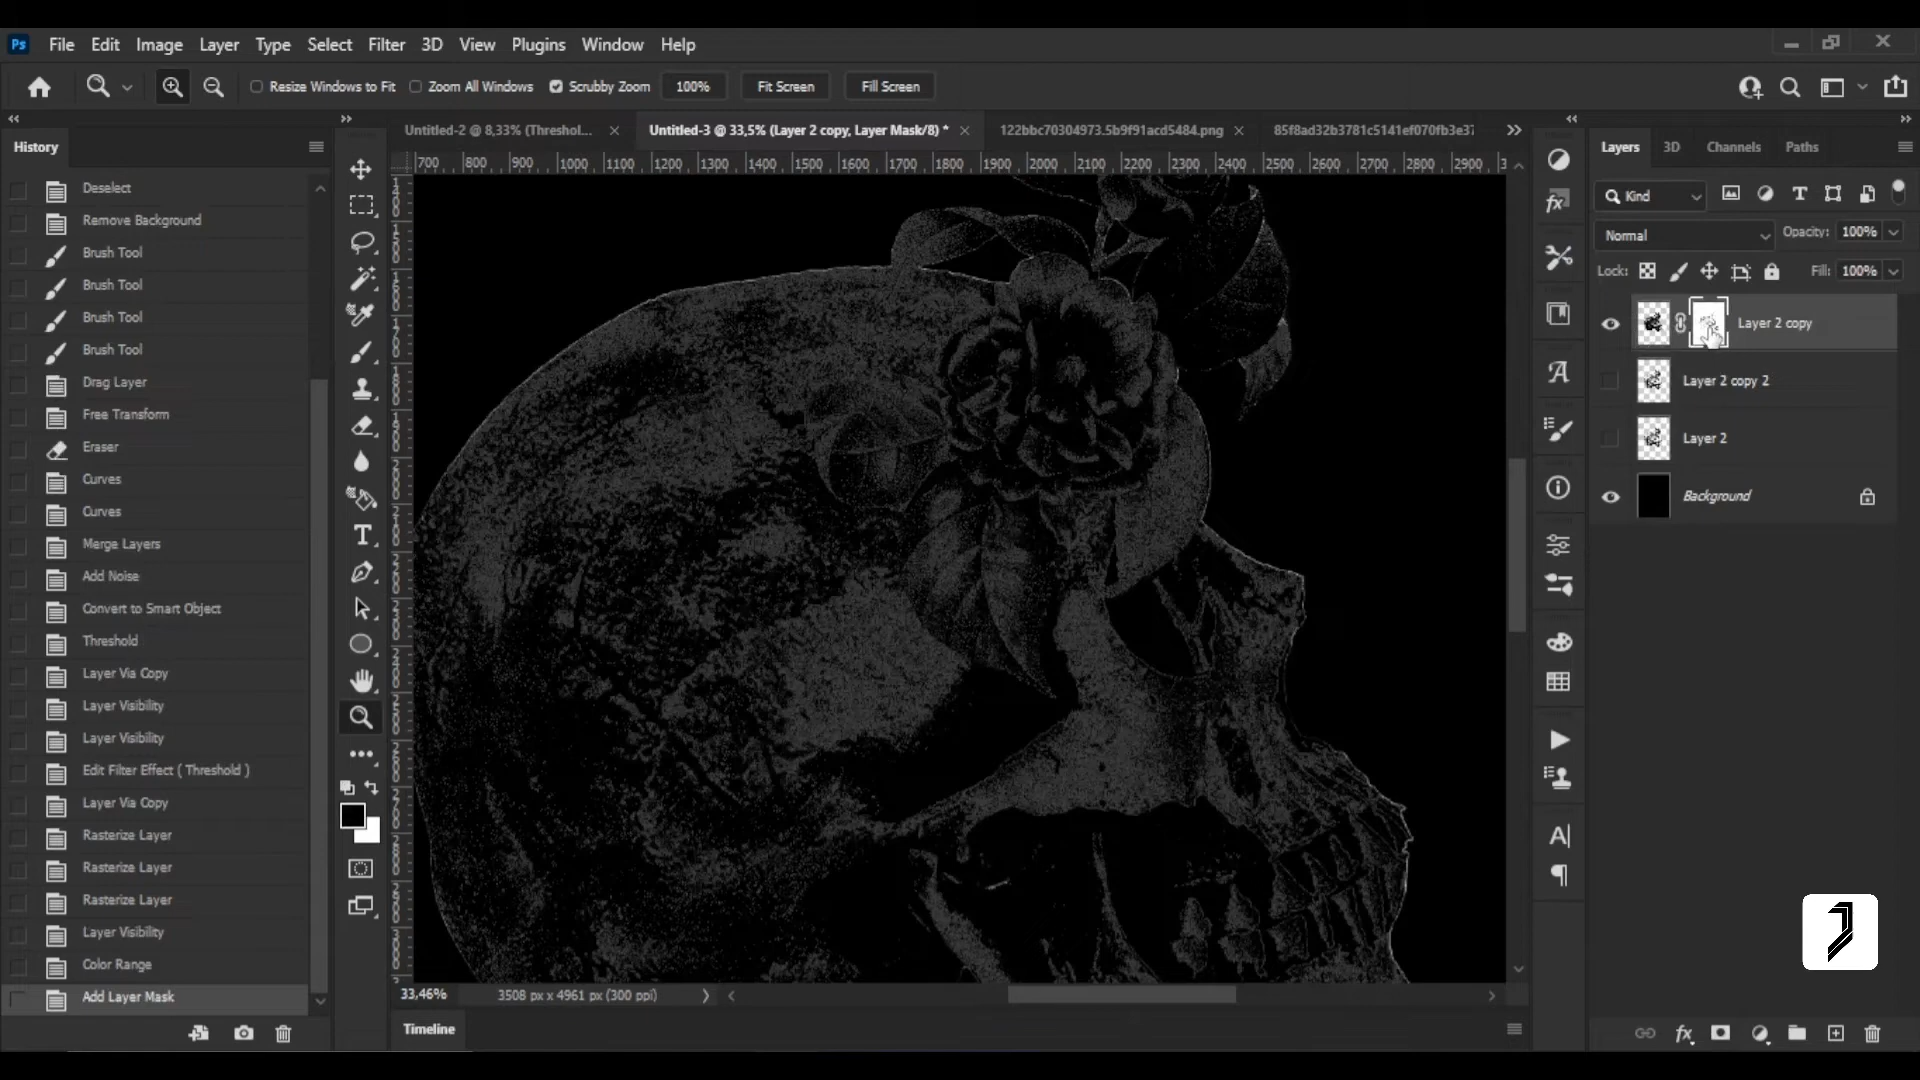 Ps File Edit Image Layer Type Select Filter 3D View Plugins Window Help
Resize Windows to Fit Zoom All Windows Scrubby Zoom 100% Fit Screen Fill Screen
History
Untitled-2 @ 8,33% (Threshol...
Untitled-3 @ 33,5% (Layer 2 copy, Layer Mask/8) *
122bbc70304973.5b9f91acd5484.png
85f8ad32b3781c5141ef070fb3e37
700 800 900 1000 1100 1200 1300 1400 1500 1600 1700 1800 1900 2000 2100 2200 2300 2400 2500 2600 2700 2800 2900
Deselect
Remove Background
Brush Tool
Brush Tool
Brush Tool
Brush Tool
Drag Layer
Free Transform
Eraser
Curves
Curves
Merge Layers
Add Noise
Convert to Smart Object
Threshold
Layer Via Copy
Layer Visibility
Layer Visibility
Edit Filter Effect ( Threshold )
Layer Via Copy
Rasterize Layer
Rasterize Layer
Rasterize Layer
Layer Visibility
Color Range
Add Layer Mask
33,46% 3508 px x 4961 px (300 ppi)
Timeline
Layers 3D Channels Paths
Kind
Normal Opacity: 100%
Lock: Fill: 100%
Layer 2 copy
Layer 2 copy 2
Layer 2
Background